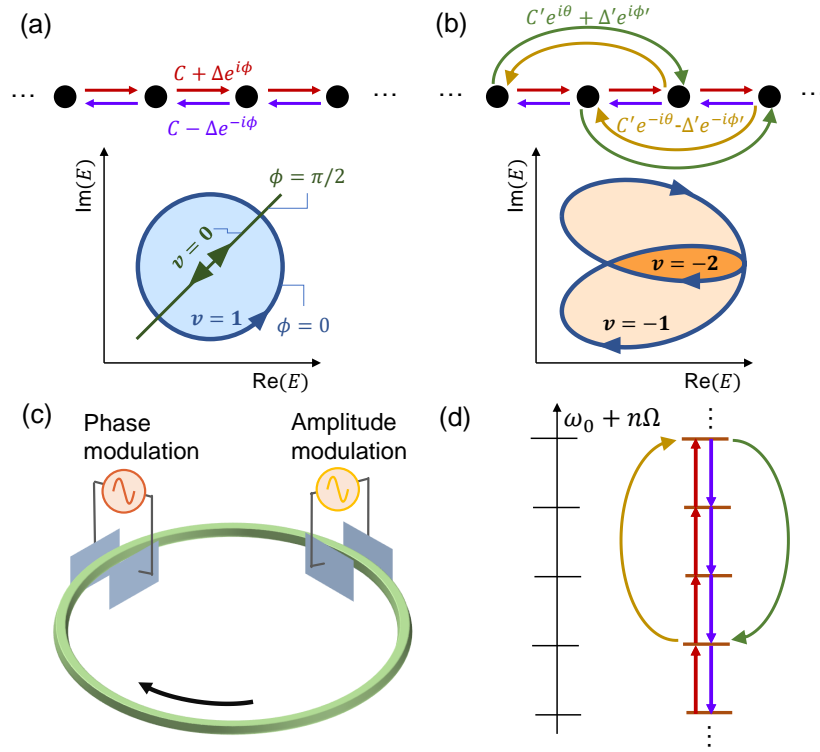 (a)
C + Δe^{iϕ}
… …
C − Δe^{−iϕ}
Im(E)
ϕ = π/2
v = 0
v = 1
ϕ = 0
Re(E)
(b)
C′e^{iθ} + Δ′e^{iϕ′}
… ..
C′e^{−iθ}-Δ′e^{−iϕ′}
Im(E)
v = −2
v = −1
Re(E)
(c)
Phase
modulation
Amplitude
modulation
(d)
ω₀ + nΩ
⋮
⋮